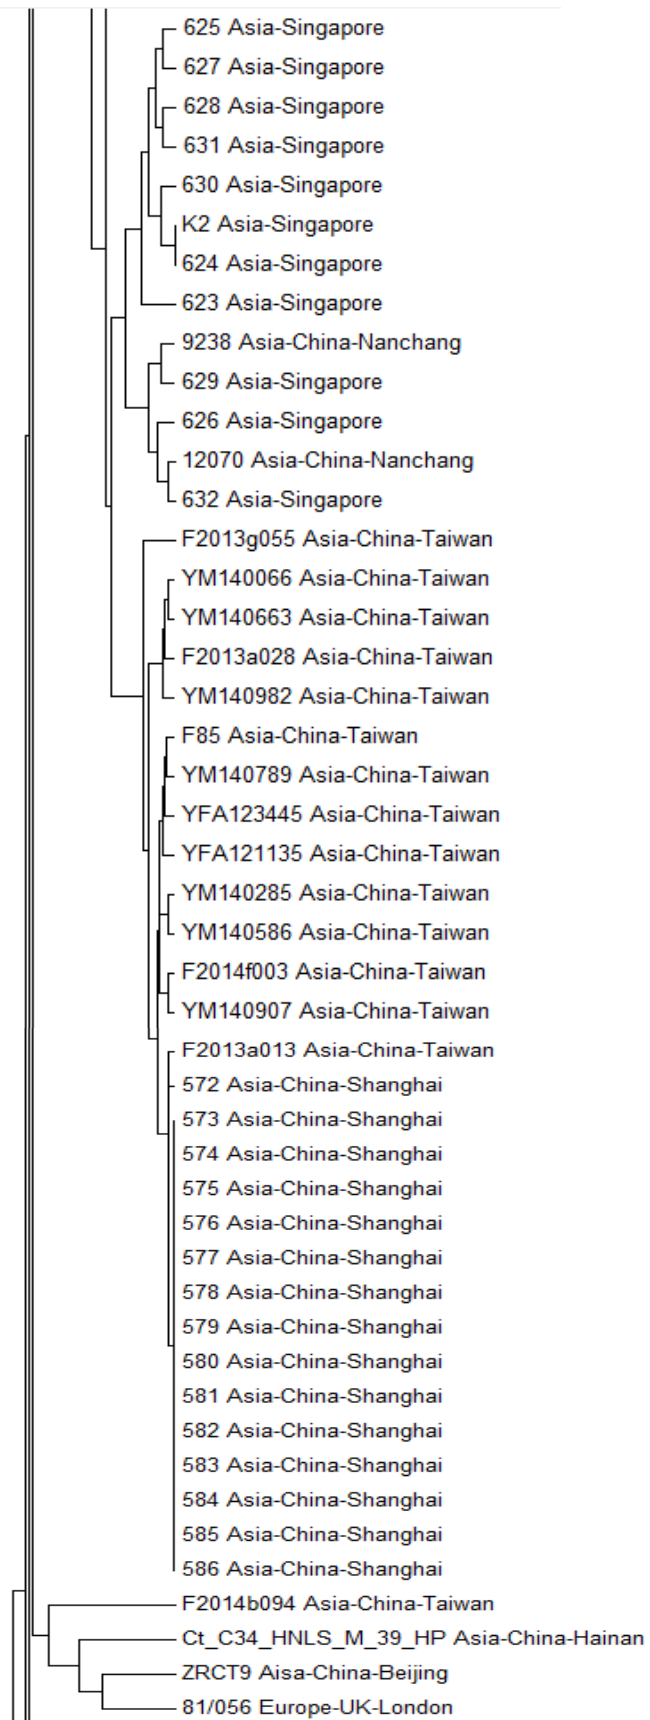 625 Asia-Singapore
627 Asia-Singapore
628 Asia-Singapore
631 Asia-Singapore
630 Asia-Singapore
K2 Asia-Singapore
624 Asia-Singapore
623 Asia-Singapore
9238 Asia-China-Nanchang
629 Asia-Singapore
626 Asia-Singapore
12070 Asia-China-Nanchang
632 Asia-Singapore
F2013g055 Asia-China-Taiwan
YM140066 Asia-China-Taiwan
YM140663 Asia-China-Taiwan
F2013a028 Asia-China-Taiwan
YM140982 Asia-China-Taiwan
F85 Asia-China-Taiwan
YM140789 Asia-China-Taiwan
YFA123445 Asia-China-Taiwan
YFA121135 Asia-China-Taiwan
YM140285 Asia-China-Taiwan
YM140586 Asia-China-Taiwan
F2014f003 Asia-China-Taiwan
YM140907 Asia-China-Taiwan
F2013a013 Asia-China-Taiwan
572 Asia-China-Shanghai
573 Asia-China-Shanghai
574 Asia-China-Shanghai
575 Asia-China-Shanghai
576 Asia-China-Shanghai
577 Asia-China-Shanghai
578 Asia-China-Shanghai
579 Asia-China-Shanghai
580 Asia-China-Shanghai
581 Asia-China-Shanghai
582 Asia-China-Shanghai
583 Asia-China-Shanghai
584 Asia-China-Shanghai
585 Asia-China-Shanghai
586 Asia-China-Shanghai
F2014b094 Asia-China-Taiwan
Ct_C34_HNLS_M_39_HP Asia-China-Hainan
ZRCT9 Aisa-China-Beijing
81/056 Europe-UK-London